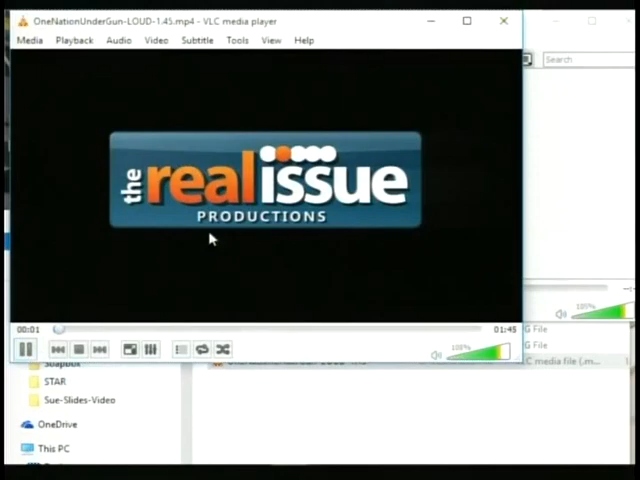 OneNationUnderGun-LOUD-1.45.mp4 - VLC media player
Media Playback Audio Video Subtitle Tools View Help
Search
the real issue
PRODUCTIONS
00:01
01:45
100%
G File
G File
C media file (.m...
Soapbox
STAR
Sue-Slides-Video
OneDrive
This PC